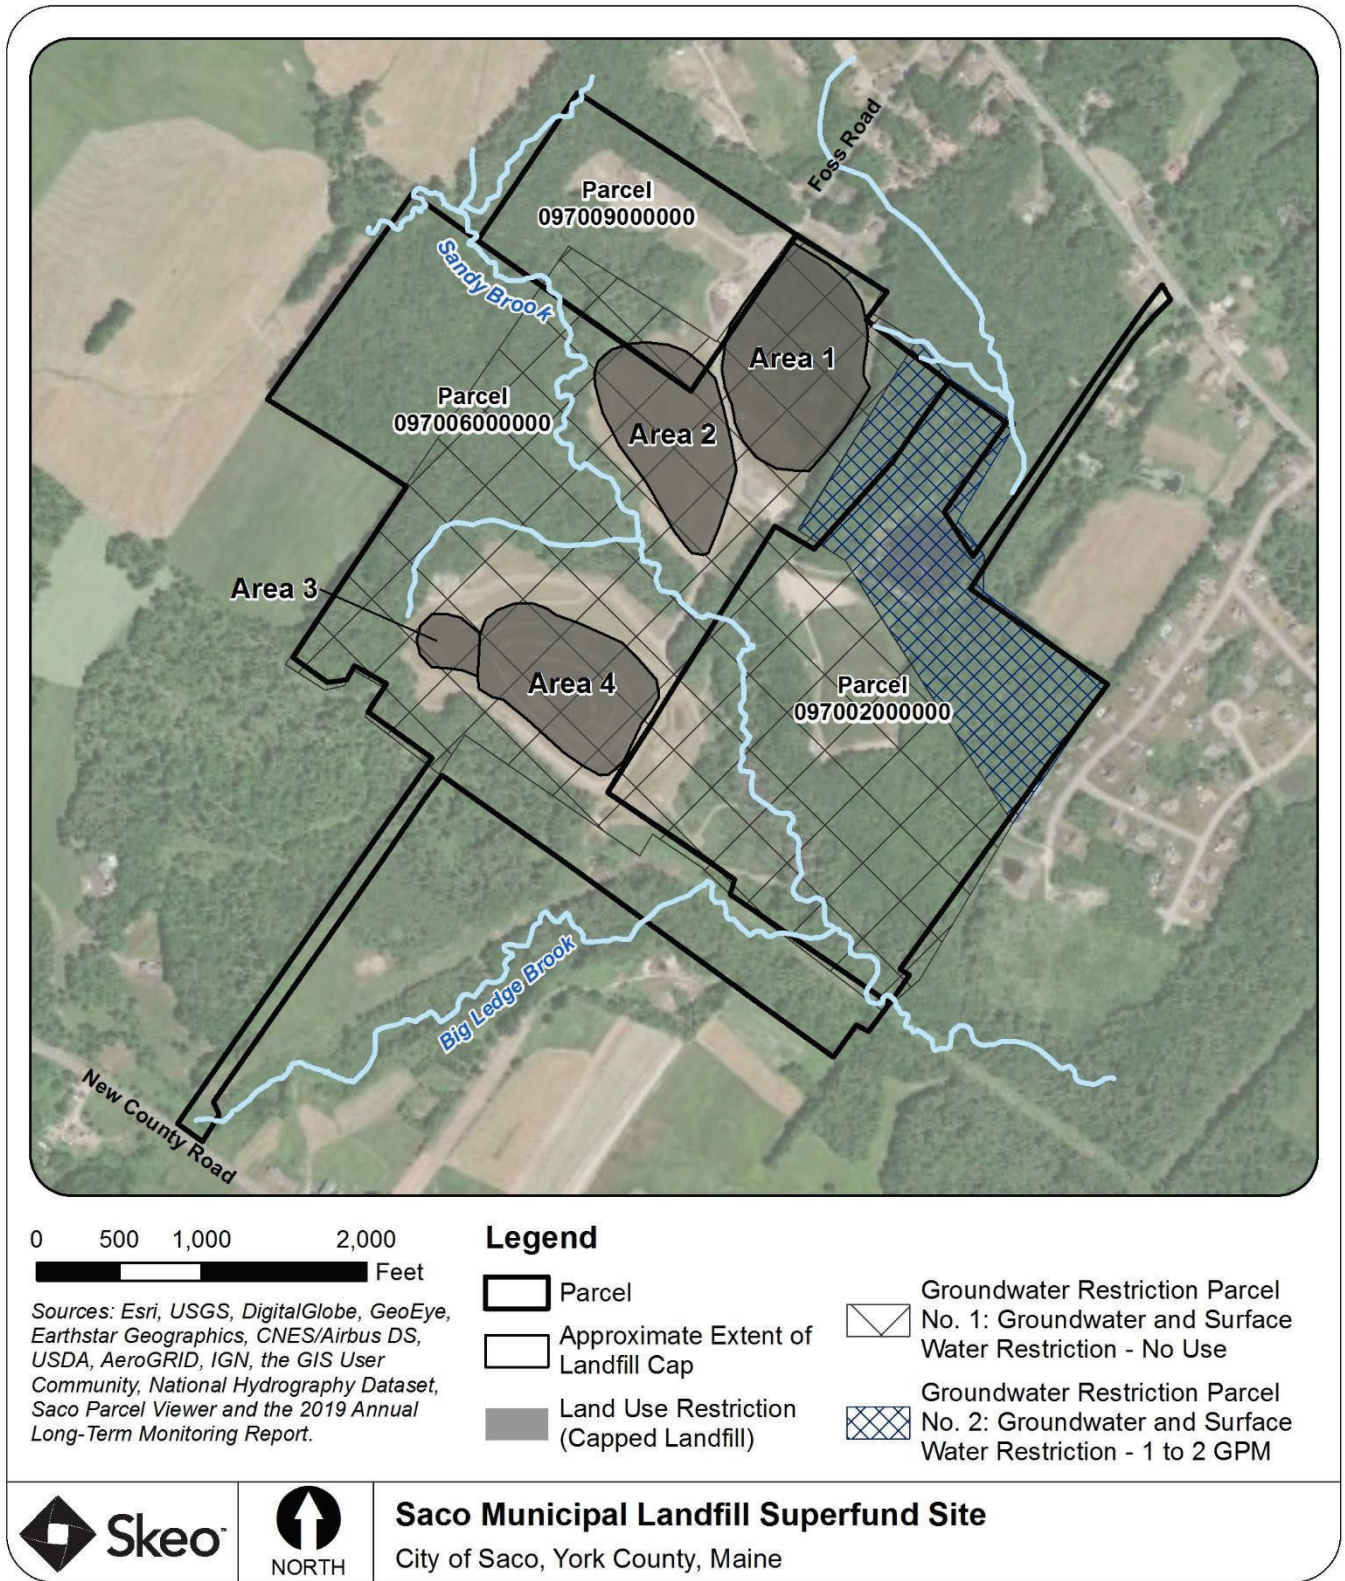 Foss Road
Parcel
097009000000
Sandy Brook
Area 1
Parcel
097006000000
Area 2
Area 3
Area 4
Parcel
097002000000
Big Ledge Brook
New County Road
0 500 1,000 2,000
Feet
Sources: Esri, USGS, DigitalGlobe, GeoEye,
Earthstar Geographics, CNES/Airbus DS,
USDA, AeroGRID, IGN, the GIS User
Community, National Hydrography Dataset,
Saco Parcel Viewer and the 2019 Annual
Long-Term Monitoring Report.
Legend
Parcel
Approximate Extent of
Landfill Cap
Land Use Restriction
(Capped Landfill)
Groundwater Restriction Parcel
No. 1: Groundwater and Surface
Water Restriction - No Use
Groundwater Restriction Parcel
No. 2: Groundwater and Surface
Water Restriction - 1 to 2 GPM
Skeo
NORTH
Saco Municipal Landfill Superfund Site
City of Saco, York County, Maine